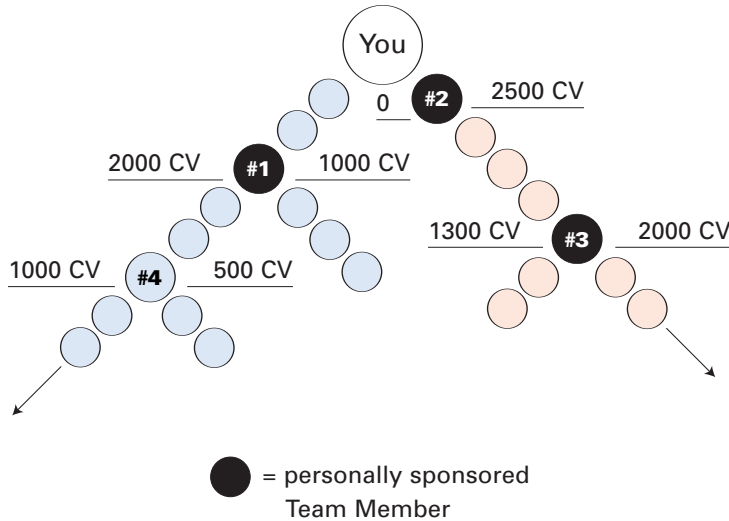 You
0
#2
2500 CV
2000 CV
#1
1000 CV
1300 CV
#3
2000 CV
1000 CV
#4
500 CV
= personally sponsored
Team Member